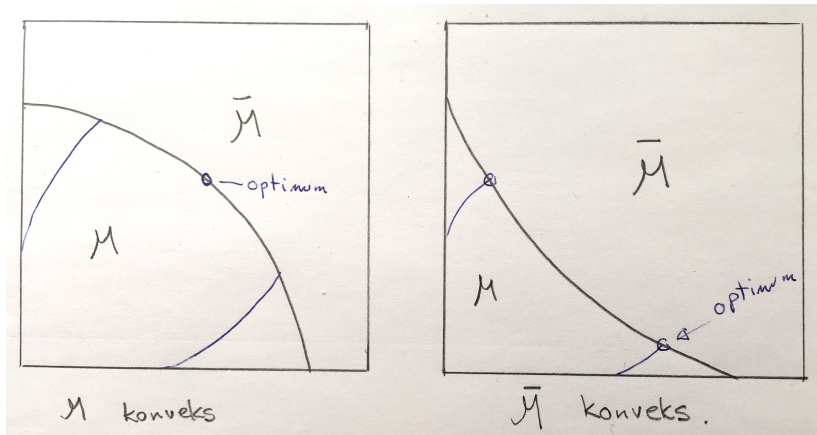 M̄
optimum
M
M konveks
M̄
M
optimum
M̄ konveks.